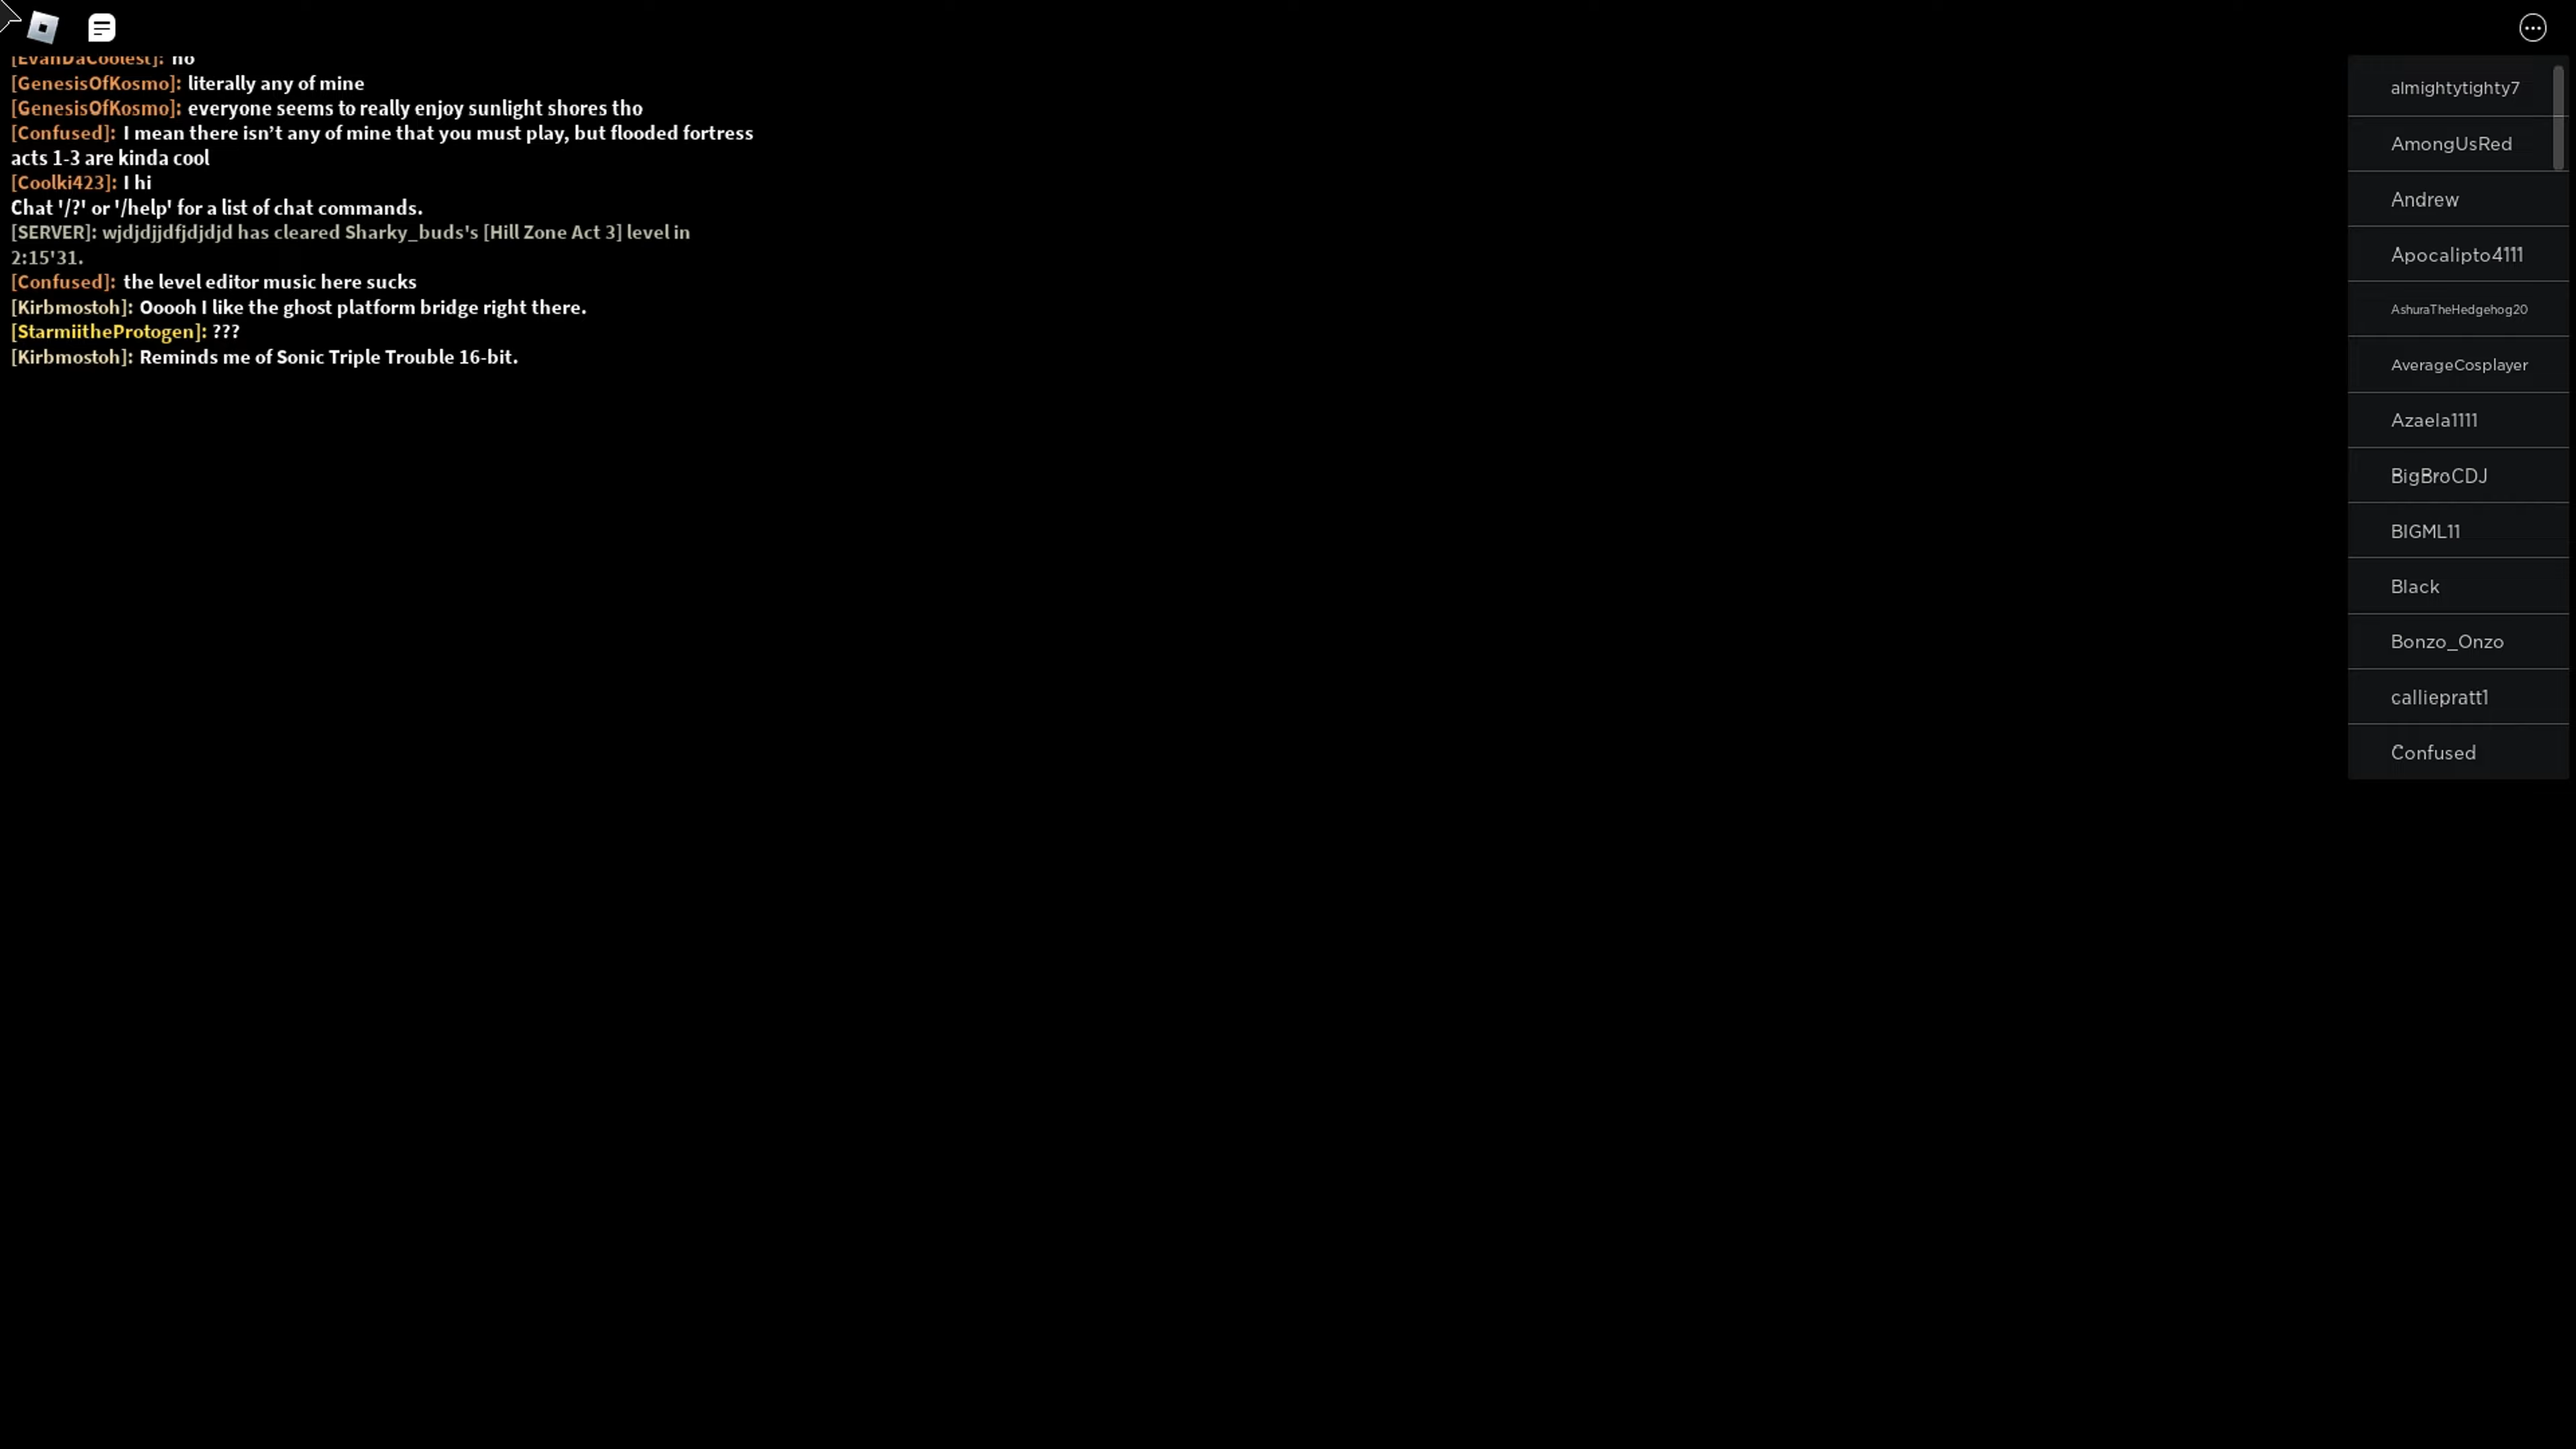 [EvanDaCoolest]: no
[GenesisOfKosmo]: literally any of mine
[GenesisOfKosmo]: everyone seems to really enjoy sunlight shores tho
[Confused]: I mean there isn’t any of mine that you must play, but flooded fortress
acts 1-3 are kinda cool
[Coolki423]: I hi
Chat '/?' or '/help' for a list of chat commands.
[SERVER]: wjdjdjjdfjdjdjd has cleared Sharky_buds's [Hill Zone Act 3] level in
2:15'31.
[Confused]: the level editor music here sucks
[Kirbmostoh]: Ooooh I like the ghost platform bridge right there.
[StarmiitheProtogen]: ???
[Kirbmostoh]: Reminds me of Sonic Triple Trouble 16-bit.
almightytighty7
AmongUsRed
Andrew
Apocalipto4111
AshuraTheHedgehog20
AverageCosplayer
Azaela1111
BigBroCDJ
BIGML11
Black
Bonzo_Onzo
calliepratt1
Confused